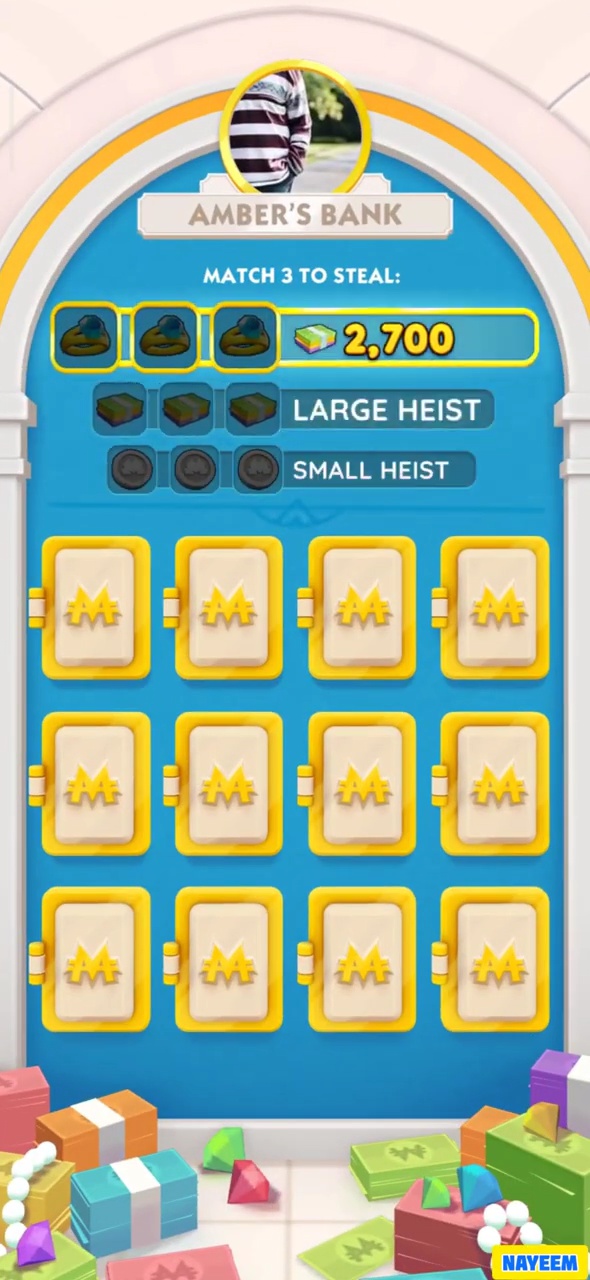 AMBER'S BANK
MATCH 3 TO STEAL:
2,700
LARGE HEIST
SMALL HEIST
NAYEEM